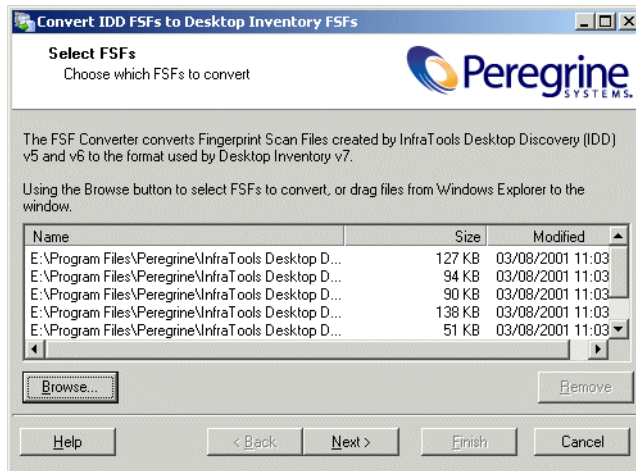 Convert IDD FSFs to Desktop Inventory FSFs
Select FSFs
Choose which FSFs to convert
Peregrine
SYSTEMS.
The FSF Converter converts Fingerprint Scan Files created by InfraTools Desktop Discovery (IDD)
v5 and v6 to the format used by Desktop Inventory v7.
Using the Browse button to select FSFs to convert, or drag files from Windows Explorer to the
window.
Name Size Modified
E:\Program Files\Peregrine\InfraTools Desktop D... 127 KB 03/08/2001 11:03
E:\Program Files\Peregrine\InfraTools Desktop D... 94 KB 03/08/2001 11:03
E:\Program Files\Peregrine\InfraTools Desktop D... 90 KB 03/08/2001 11:03
E:\Program Files\Peregrine\InfraTools Desktop D... 138 KB 03/08/2001 11:03
E:\Program Files\Peregrine\InfraTools Desktop D... 51 KB 03/08/2001 11:03
Browse... Remove
Help < Back Next > Finish Cancel